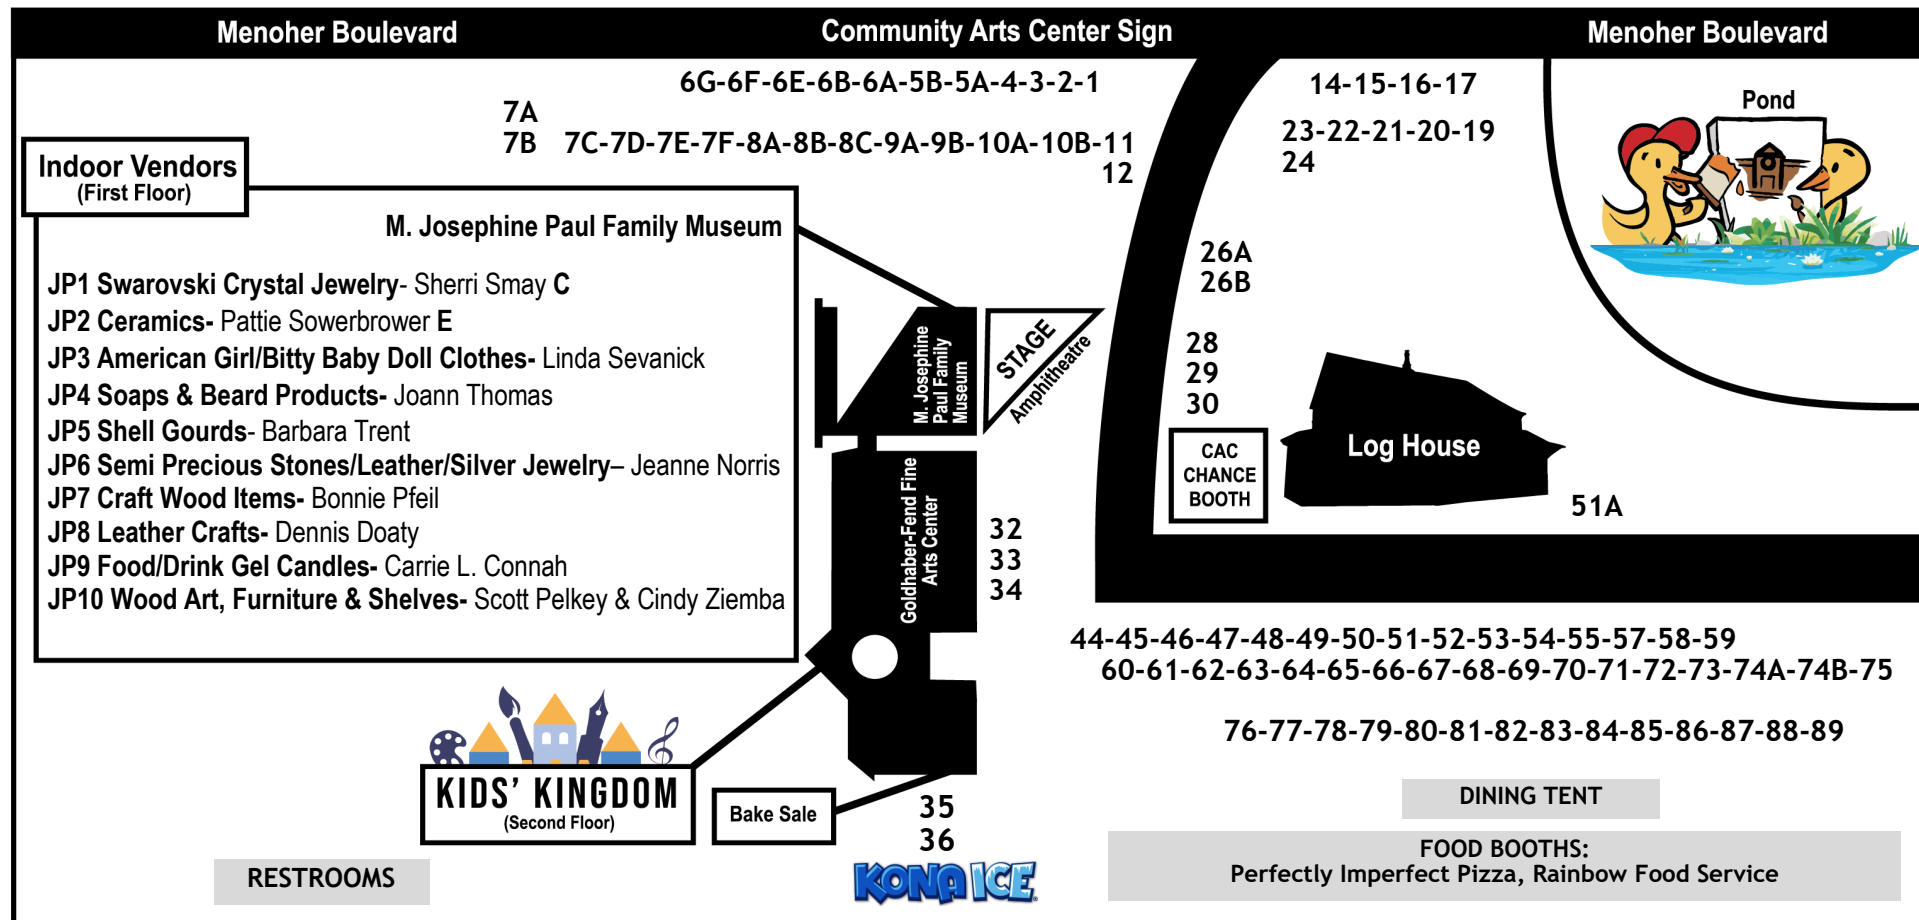 Menoher Boulevard
Community Arts Center Sign
Menoher Boulevard
6G-6F-6E-6B-6A-5B-5A-4-3-2-1
7A
7B 7C-7D-7E-7F-8A-8B-8C-9A-9B-10A-10B-11
12
14-15-16-17
23-22-21-20-19
24
Pond
Indoor Vendors
(First Floor)
M. Josephine Paul Family Museum
JP1 Swarovski Crystal Jewelry- Sherri Smay C
JP2 Ceramics- Pattie Sowerbrower E
JP3 American Girl/Bitty Baby Doll Clothes- Linda Sevanick
JP4 Soaps & Beard Products- Joann Thomas
JP5 Shell Gourds- Barbara Trent
JP6 Semi Precious Stones/Leather/Silver Jewelry– Jeanne Norris
JP7 Craft Wood Items- Bonnie Pfeil
JP8 Leather Crafts- Dennis Doaty
JP9 Food/Drink Gel Candles- Carrie L. Connah
JP10 Wood Art, Furniture & Shelves- Scott Pelkey & Cindy Ziemba
M. Josephine
Paul Family
Museum
STAGE
Amphitheatre
26A
26B
28
29
30
CAC
CHANCE
BOOTH
Log House
51A
Goldhaber-Fend Fine
Arts Center
32
33
34
44-45-46-47-48-49-50-51-52-53-54-55-57-58-59
60-61-62-63-64-65-66-67-68-69-70-71-72-73-74A-74B-75
76-77-78-79-80-81-82-83-84-85-86-87-88-89
KIDS' KINGDOM
(Second Floor)
Bake Sale
35
36
KONA ICE
RESTROOMS
DINING TENT
FOOD BOOTHS:
Perfectly Imperfect Pizza, Rainbow Food Service